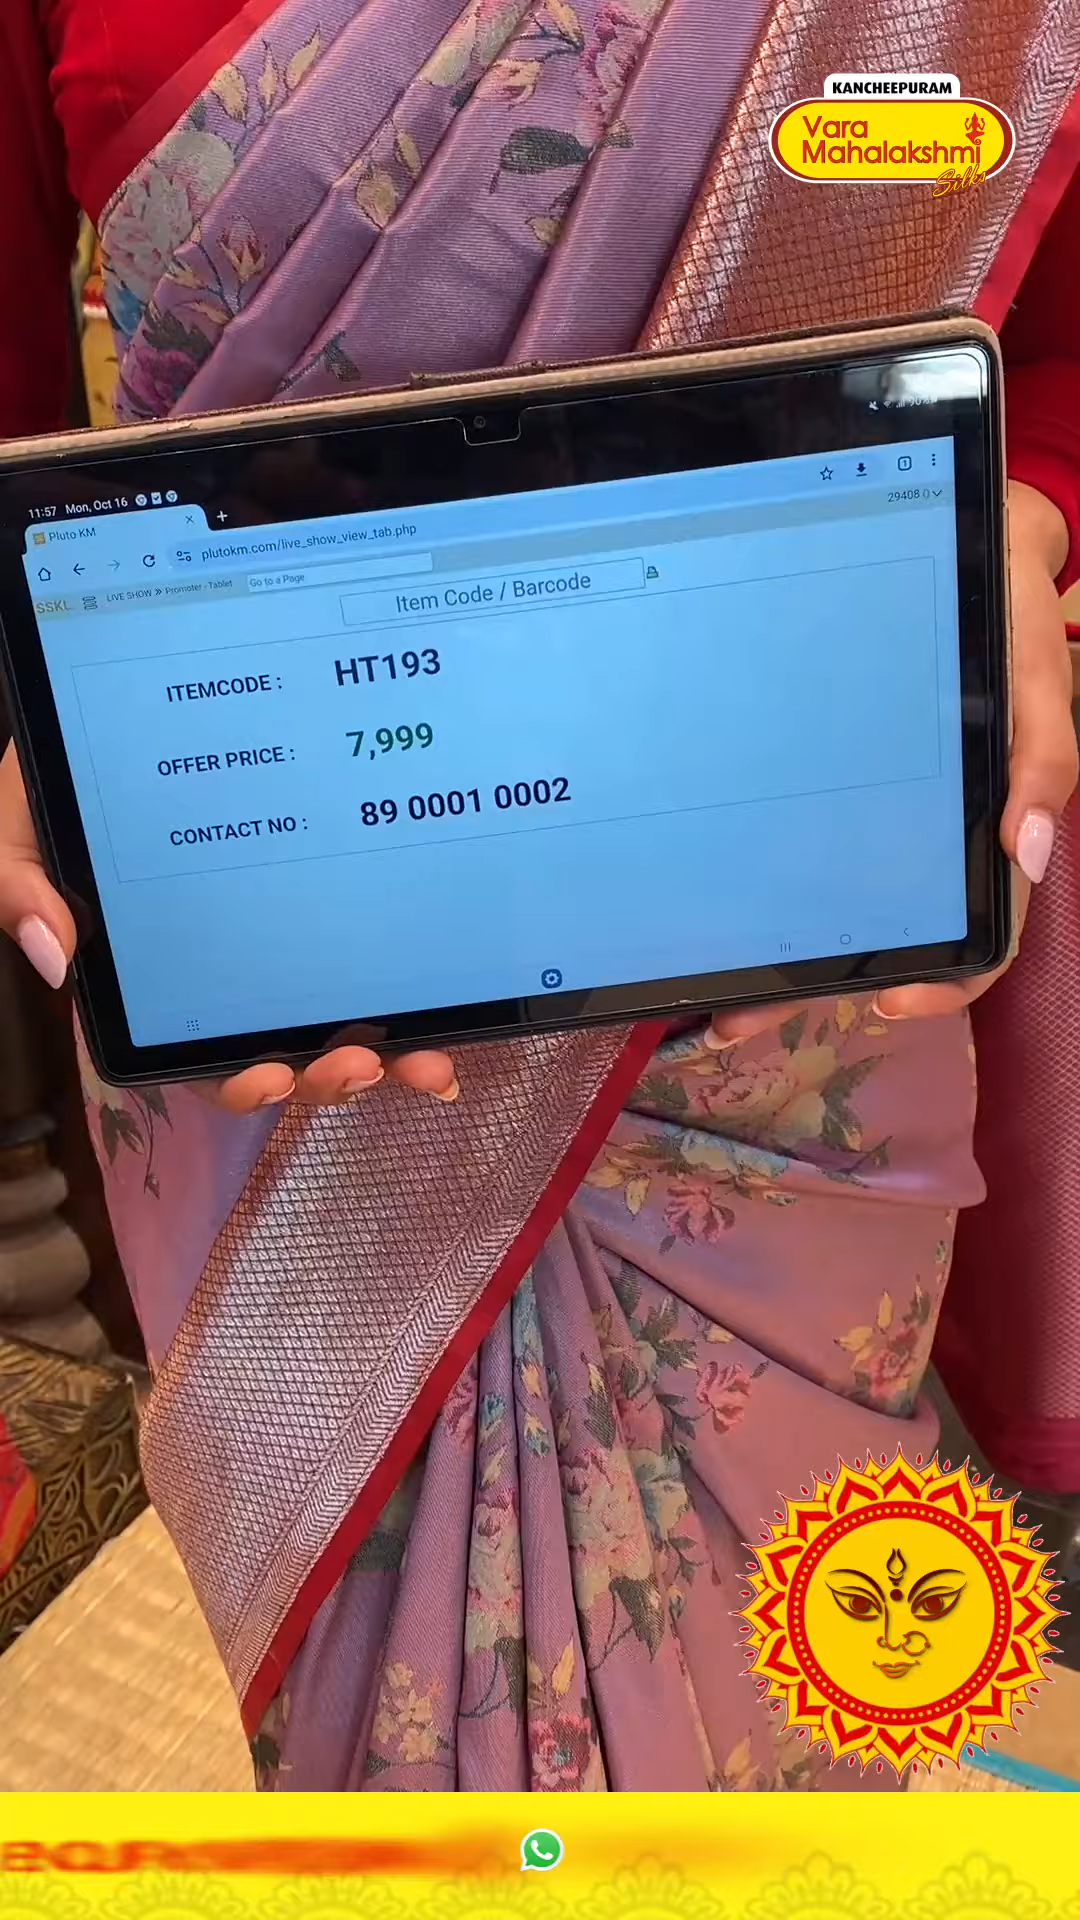 KANCHEEPURAM
Vara
Mahalakshmi
Silks
90%
11:57 Mon, Oct 16
Pluto KM
plutokm.com/live_show_view_tab.php
29408 ()
SSKL LIVE SHOW >> Promoter - Tablet Go to a Page
Item Code / Barcode
ITEMCODE : HT193
OFFER PRICE : 7,999
CONTACT NO : 89 0001 0002